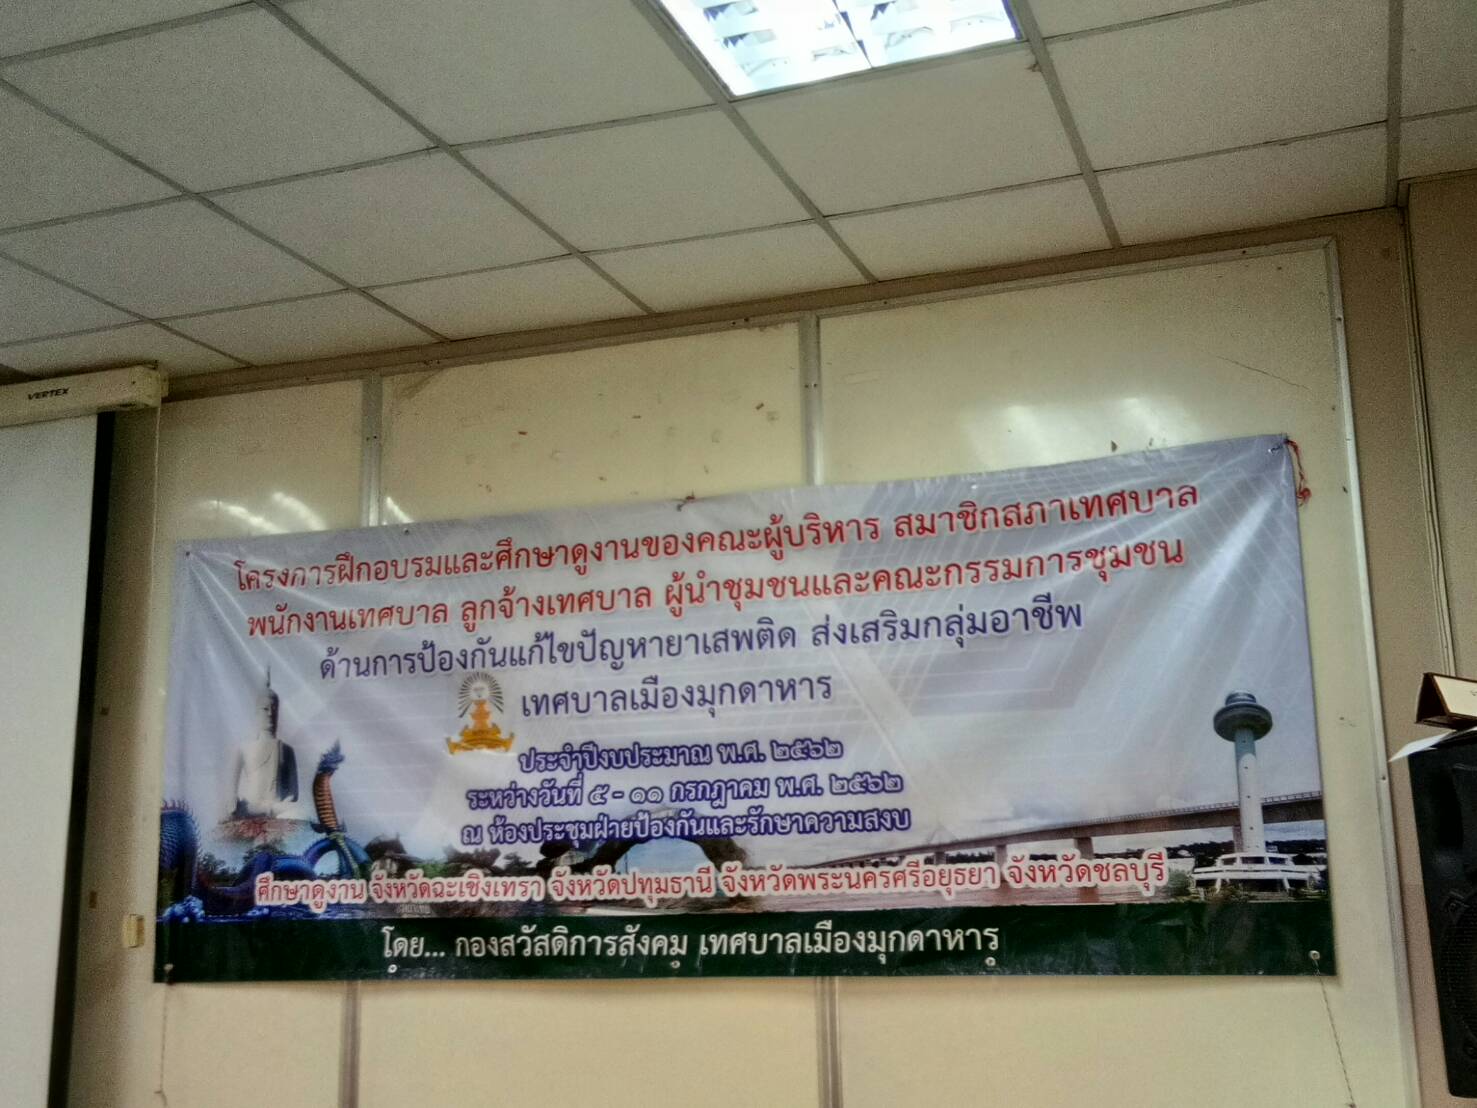 VERTEX
โครงการฝึกอบรมและศึกษาดูงานของคณะผู้บริหาร สมาชิกสภาเทศบาล
พนักงานเทศบาล ลูกจ้างเทศบาล ผู้นำชุมชนและคณะกรรมการชุมชน
ด้านการป้องกันแก้ไขปัญหายาเสพติด ส่งเสริมกลุ่มอาชีพ
เทศบาลเมืองมุกดาหาร
ประจำปีงบประมาณ พ.ศ. ๒๕๖๒
ระหว่างวันที่ ๕ - ๑๑ กรกฎาคม พ.ศ. ๒๕๖๒
ณ ห้องประชุมฝ่ายป้องกันและรักษาความสงบ
ศึกษาดูงาน จังหวัดฉะเชิงเทรา จังหวัดปทุมธานี จังหวัดพระนครศรีอยุธยา จังหวัดชลบุรี
โดย... กองสวัสดิการสังคม เทศบาลเมืองมุกดาหาร